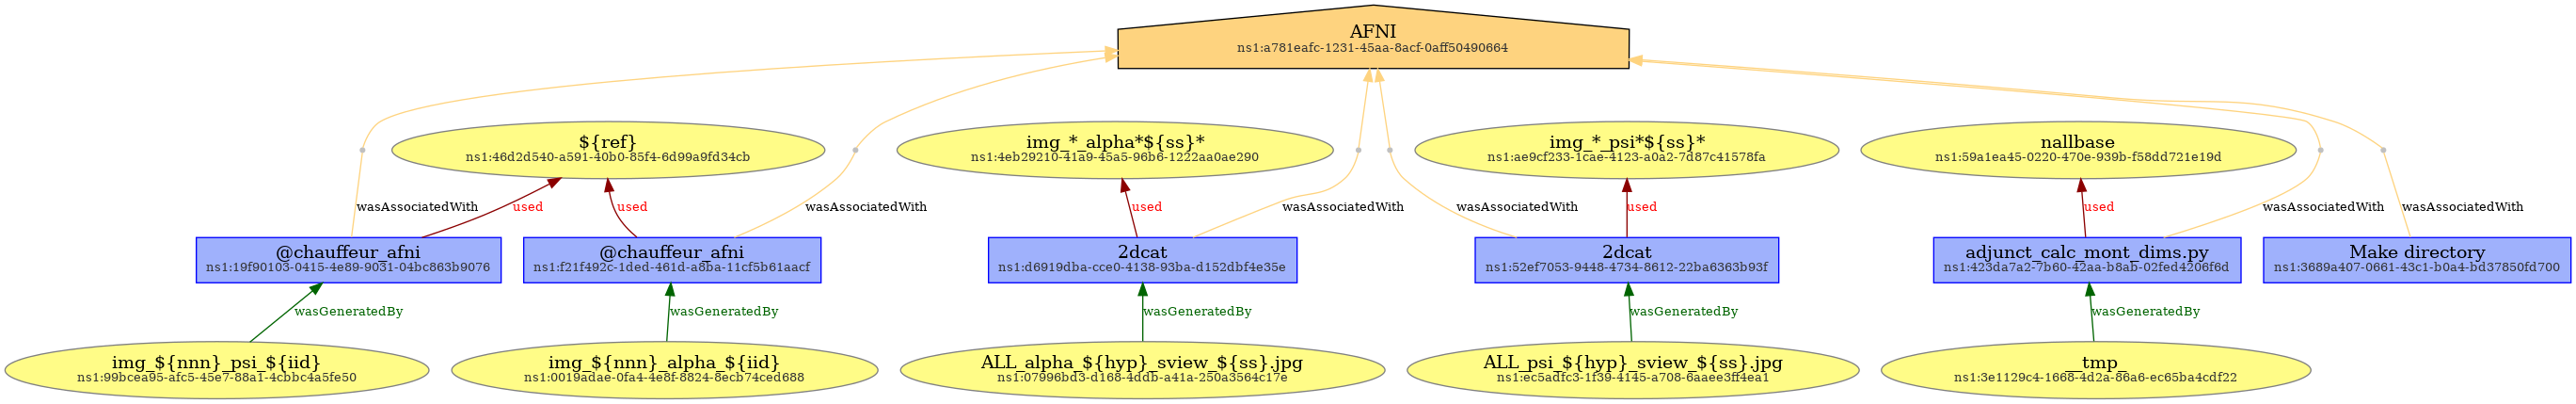 AFNI
ns1:a781eafc-1231-45aa-8acf-0aff50490664
${ref}
ns1:46d2d540-a591-40b0-85f4-6d99a9fd34cb
img_*_alpha*${ss}*
ns1:4eb29210-41a9-45a5-96b6-1222aa0ae290
img_*_psi*${ss}*
ns1:ae9cf233-1cae-4123-a0a2-7d87c41578fa
nallbase
ns1:59a1ea45-0220-470e-939b-f58dd721e19d
wasAssociatedWith
used
used
wasAssociatedWith
used
wasAssociatedWith
wasAssociatedWith
used
used
wasAssociatedWith
wasAssociatedWith
@chauffeur_afni
ns1:19f90103-0415-4e89-9031-04bc863b9076
@chauffeur_afni
ns1:f21f492c-1ded-461d-a8ba-11cf5b61aacf
2dcat
ns1:d6919dba-cce0-4138-93ba-d152dbf4e35e
2dcat
ns1:52ef7053-9448-4734-8612-22ba6363b93f
adjunct_calc_mont_dims.py
ns1:423da7a2-7b60-42aa-b8ab-02fed4206f6d
Make directory
ns1:3689a407-0661-43c1-b0a4-bd37850fd700
wasGeneratedBy
wasGeneratedBy
wasGeneratedBy
wasGeneratedBy
wasGeneratedBy
img_${nnn}_psi_${iid}
ns1:99bcea95-afc5-45e7-88a1-4cbbc4a5fe50
img_${nnn}_alpha_${iid}
ns1:0019adae-0fa4-4e8f-8824-8ecb74ced688
ALL_alpha_${hyp}_sview_${ss}.jpg
ns1:07996bd3-d168-4ddb-a41a-250a3564c17e
ALL_psi_${hyp}_sview_${ss}.jpg
ns1:ec5adfc3-1f39-4145-a708-6aaee3ff4ea1
__tmp_
ns1:3e1129c4-1668-4d2a-86a6-ec65ba4cdf22